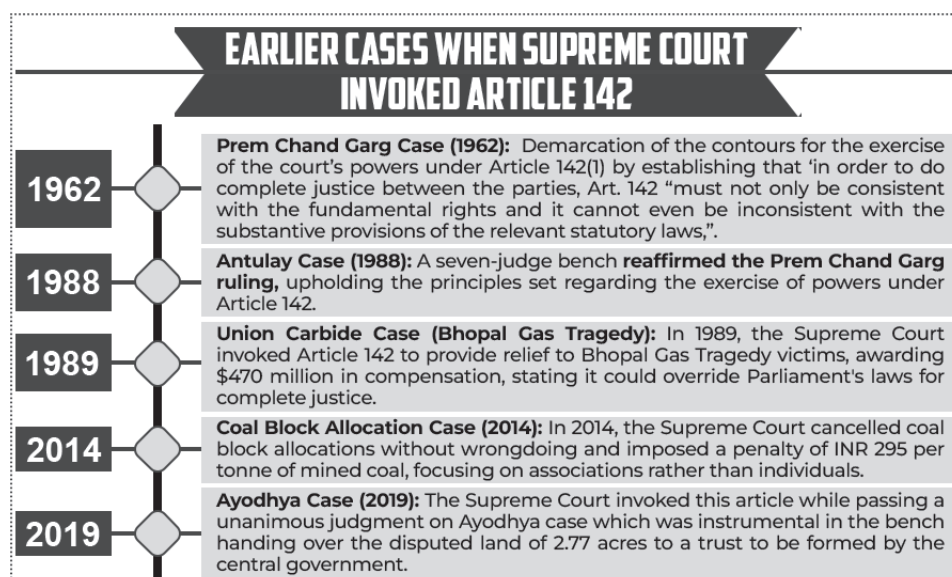 EARLIER CASES WHEN SUPREME COURT
INVOKED ARTICLE 142
1962
Prem Chand Garg Case (1962): Demarcation of the contours for the exercise
of the court's powers under Article 142(1) by establishing that 'in order to do
complete justice between the parties, Art. 142 "must not only be consistent
with the fundamental rights and it cannot even be inconsistent with the
substantive provisions of the relevant statutory laws,".
1988
Antulay Case (1988): A seven-judge bench reaffirmed the Prem Chand Garg
ruling, upholding the principles set regarding the exercise of powers under
Article 142.
1989
Union Carbide Case (Bhopal Gas Tragedy): In 1989, the Supreme Court
invoked Article 142 to provide relief to Bhopal Gas Tragedy victims, awarding
$470 million in compensation, stating it could override Parliament's laws for
complete justice.
2014
Coal Block Allocation Case (2014): In 2014, the Supreme Court cancelled coal
block allocations without wrongdoing and imposed a penalty of INR 295 per
tonne of mined coal, focusing on associations rather than individuals.
2019
Ayodhya Case (2019): The Supreme Court invoked this article while passing a
unanimous judgment on Ayodhya case which was instrumental in the bench
handing over the disputed land of 2.77 acres to a trust to be formed by the
central government.